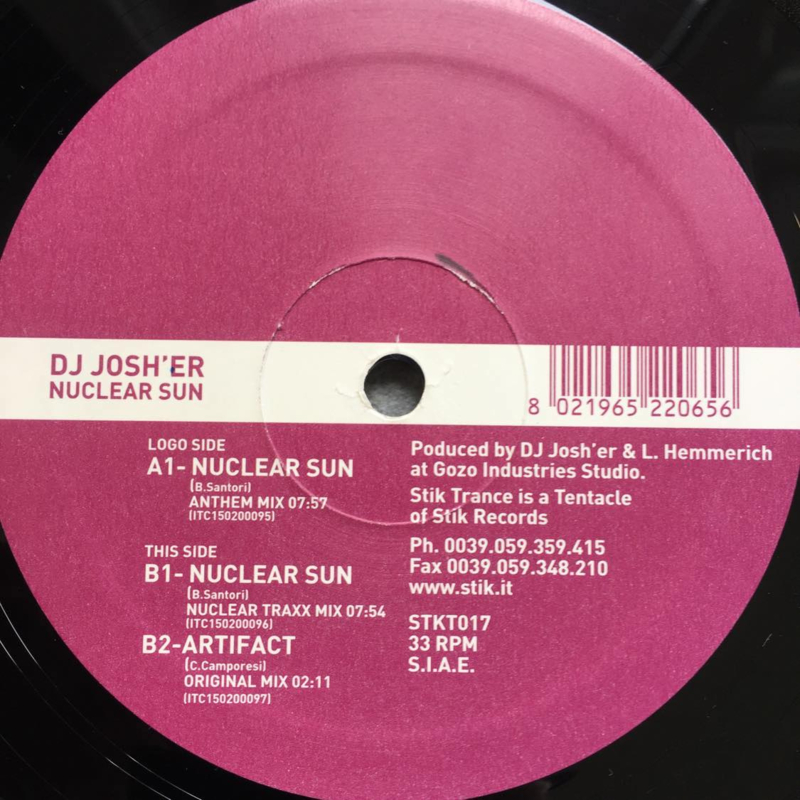 DJ JOSH'ER
NUCLEAR SUN
8 021965 220656
LOGO SIDE
A1- NUCLEAR SUN
(B.Santori)
ANTHEM MIX 07:57
(ITC150200095)
THIS SIDE
B1- NUCLEAR SUN
(B.Santori)
NUCLEAR TRAXX MIX 07:54
(ITC150200096)
B2-ARTIFACT
(C.Camporesi)
ORIGINAL MIX 02:11
(ITC150200097)
Poduced by DJ Josh'er & L. Hemmerich
at Gozo Industries Studio.
Stik Trance is a Tentacle
of Stik Records
Ph. 0039.059.359.415
Fax 0039.059.348.210
www.stik.it
STKT017
33 RPM
S.I.A.E.